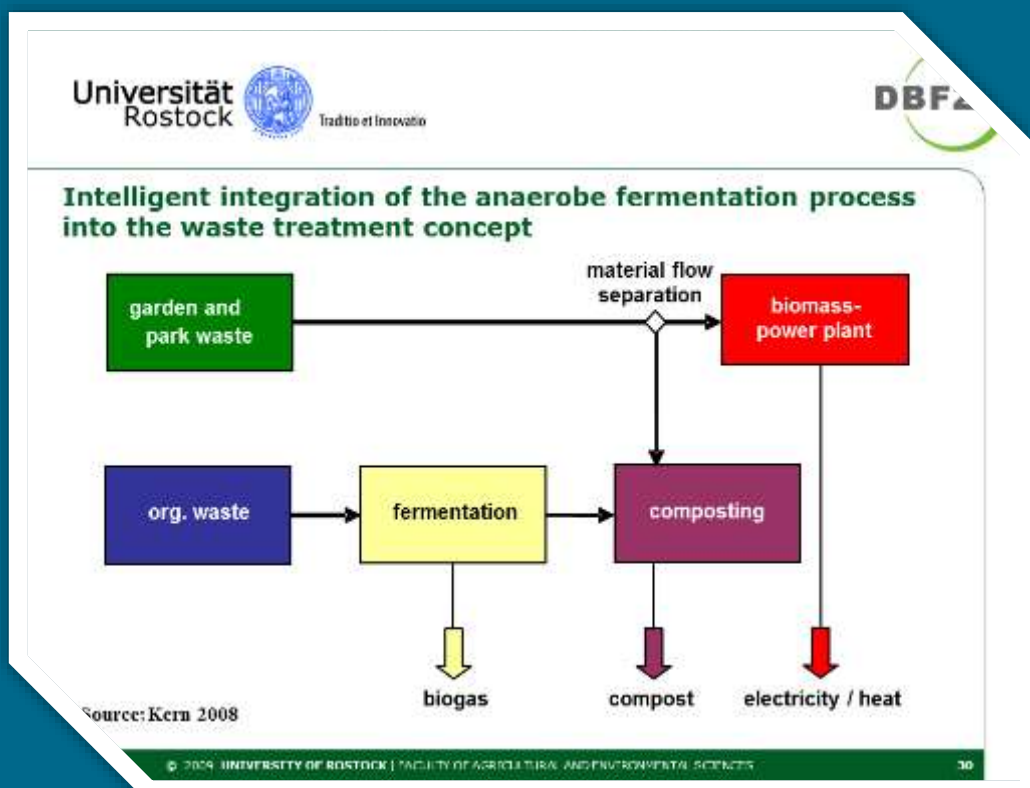 Universität
Rostock
Traditio et Innovatio
DBFZ
Intelligent integration of the anaerobe fermentation process
into the waste treatment concept
material flow
separation
garden and
park waste
biomass-
power plant
org. waste
fermentation
composting
biogas
compost
electricity / heat
Source: Kern 2008
© 2009 UNIVERSITY OF ROSTOCK | FACULTY OF AGRICULTURAL AND ENVIRONMENTAL SCIENCES
30